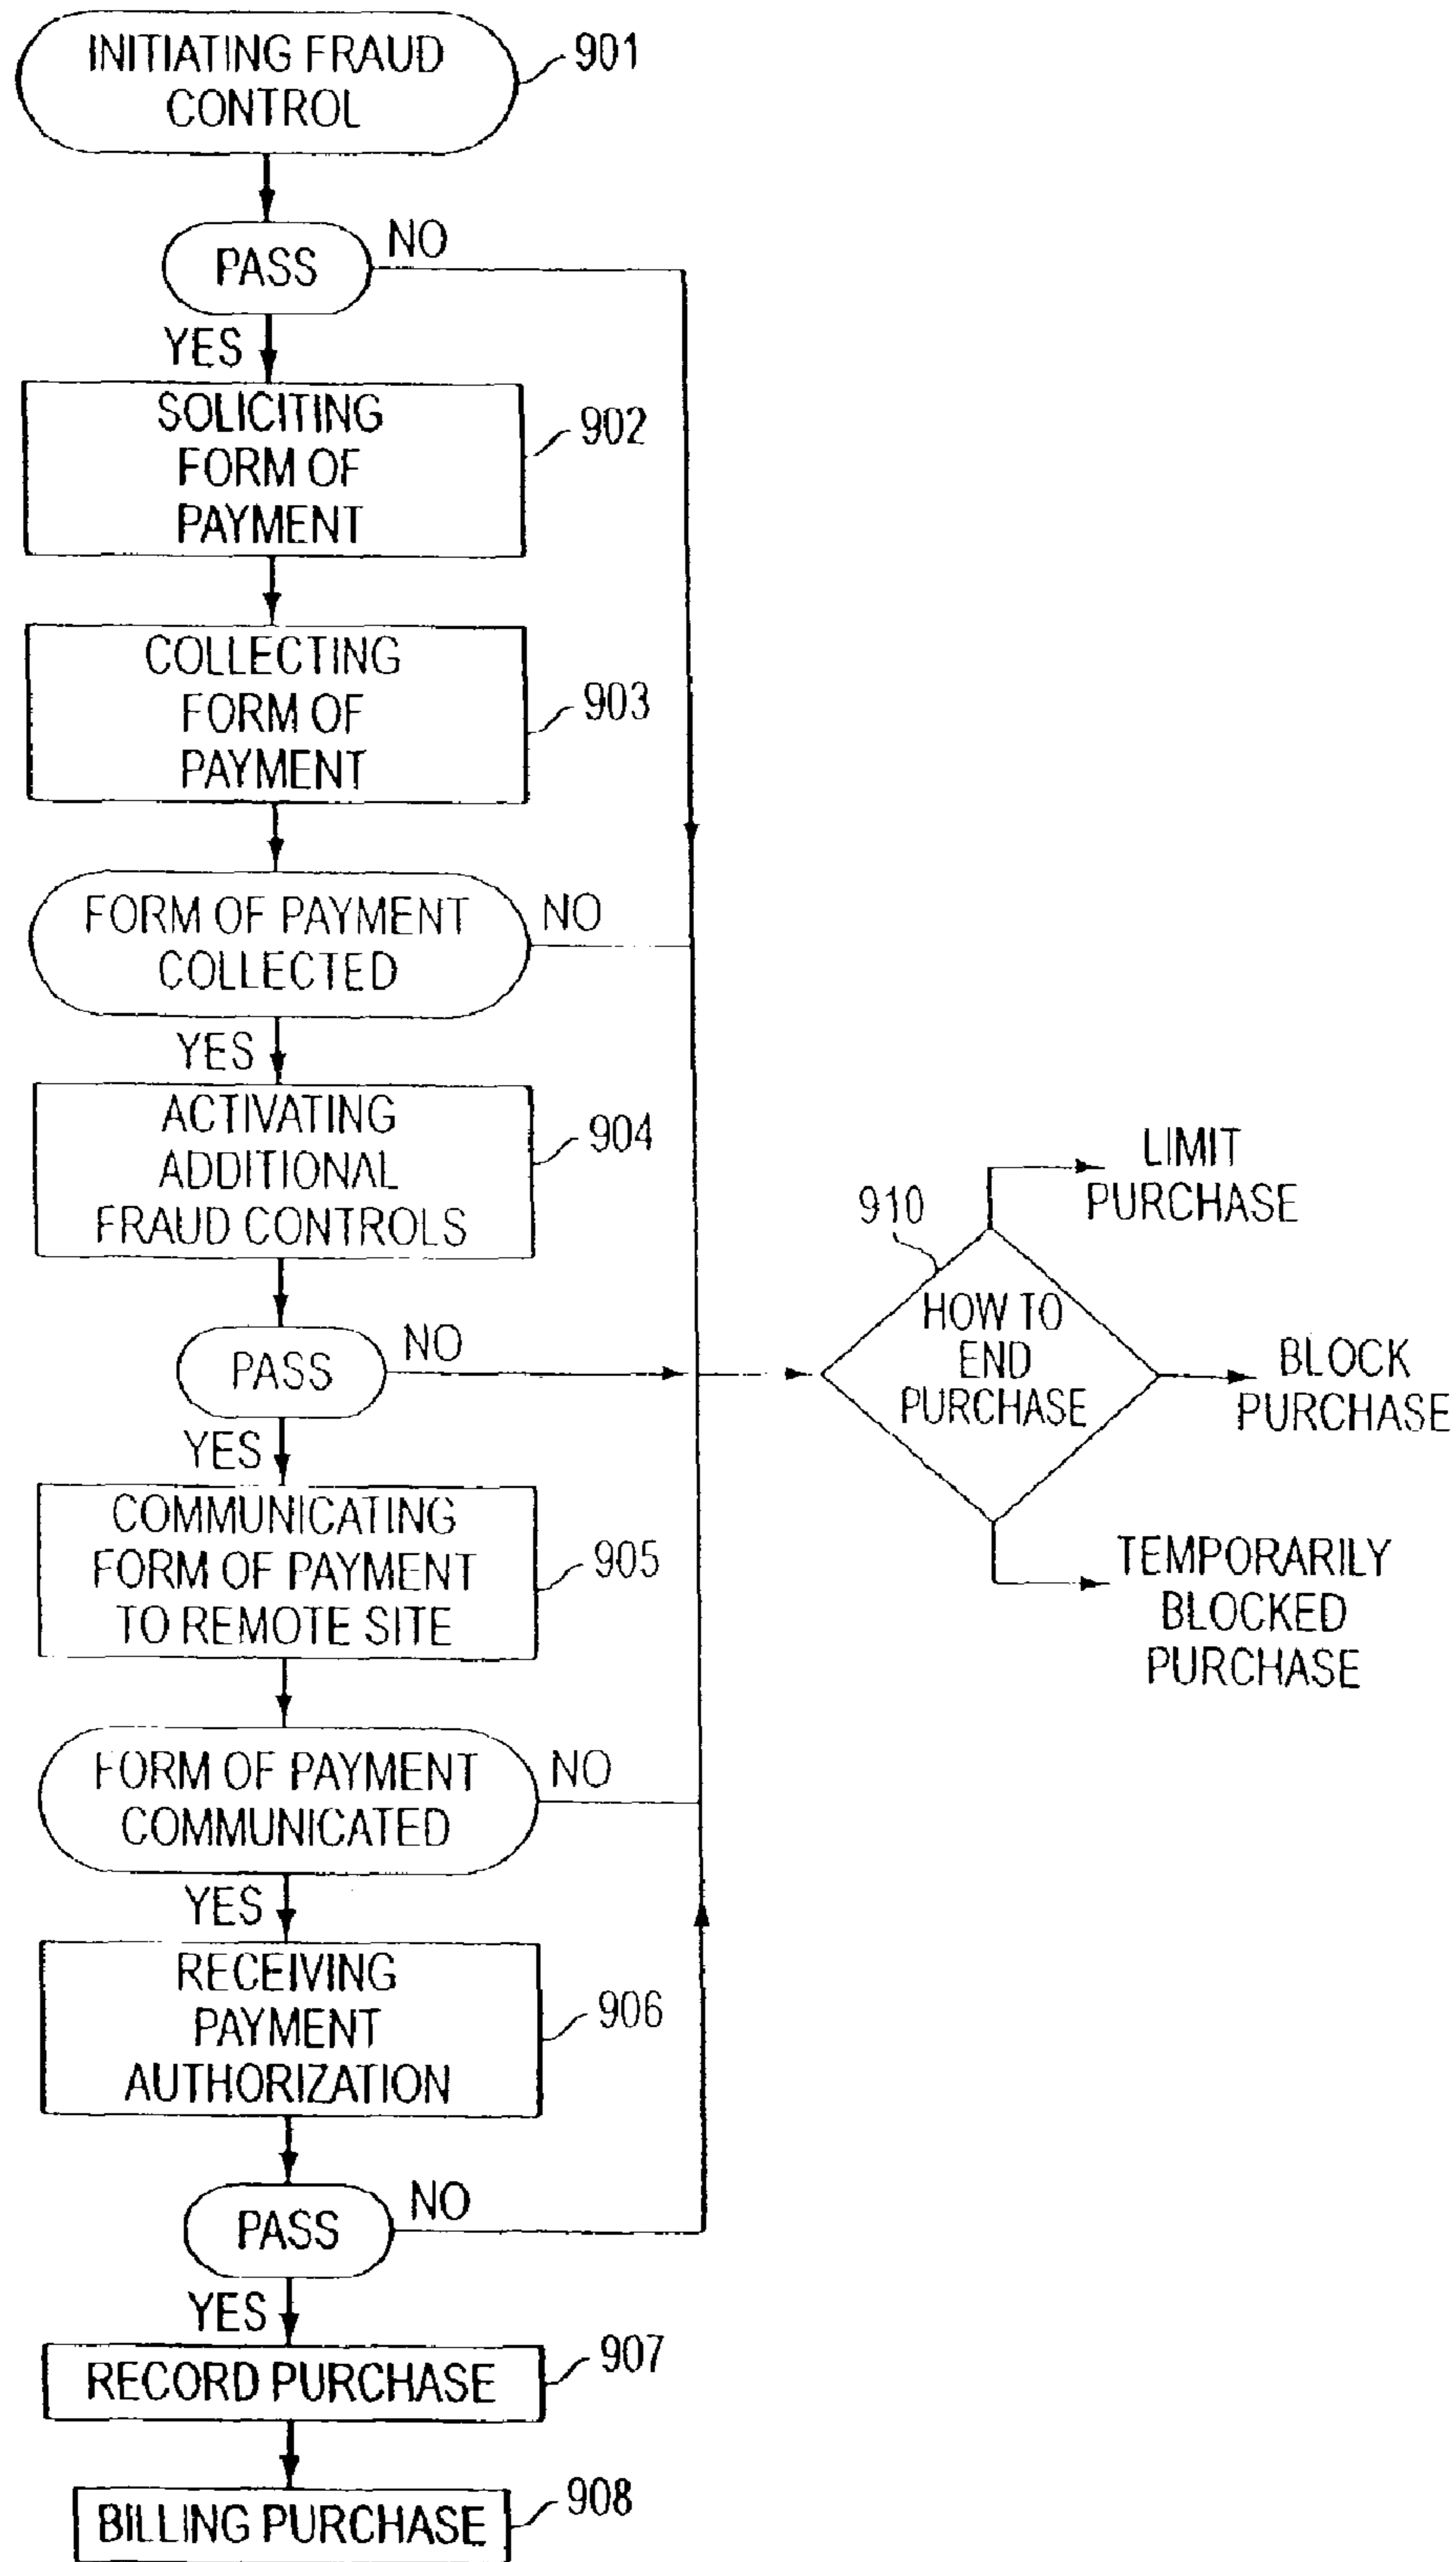 INITIATING FRAUD
CONTROL
901
PASS
NO
YES
SOLICITING
FORM OF
PAYMENT
902
COLLECTING
FORM OF
PAYMENT
903
FORM OF PAYMENT
COLLECTED
NO
YES
ACTIVATING
ADDITIONAL
FRAUD CONTROLS
904
PASS
NO
YES
910
HOW TO
END
PURCHASE
LIMIT
PURCHASE
BLOCK
PURCHASE
TEMPORARILY
BLOCKED
PURCHASE
COMMUNICATING
FORM OF PAYMENT
TO REMOTE SITE
905
FORM OF PAYMENT
COMMUNICATED
NO
YES
RECEIVING
PAYMENT
AUTHORIZATION
906
PASS
NO
YES
RECORD PURCHASE
907
BILLING PURCHASE
908